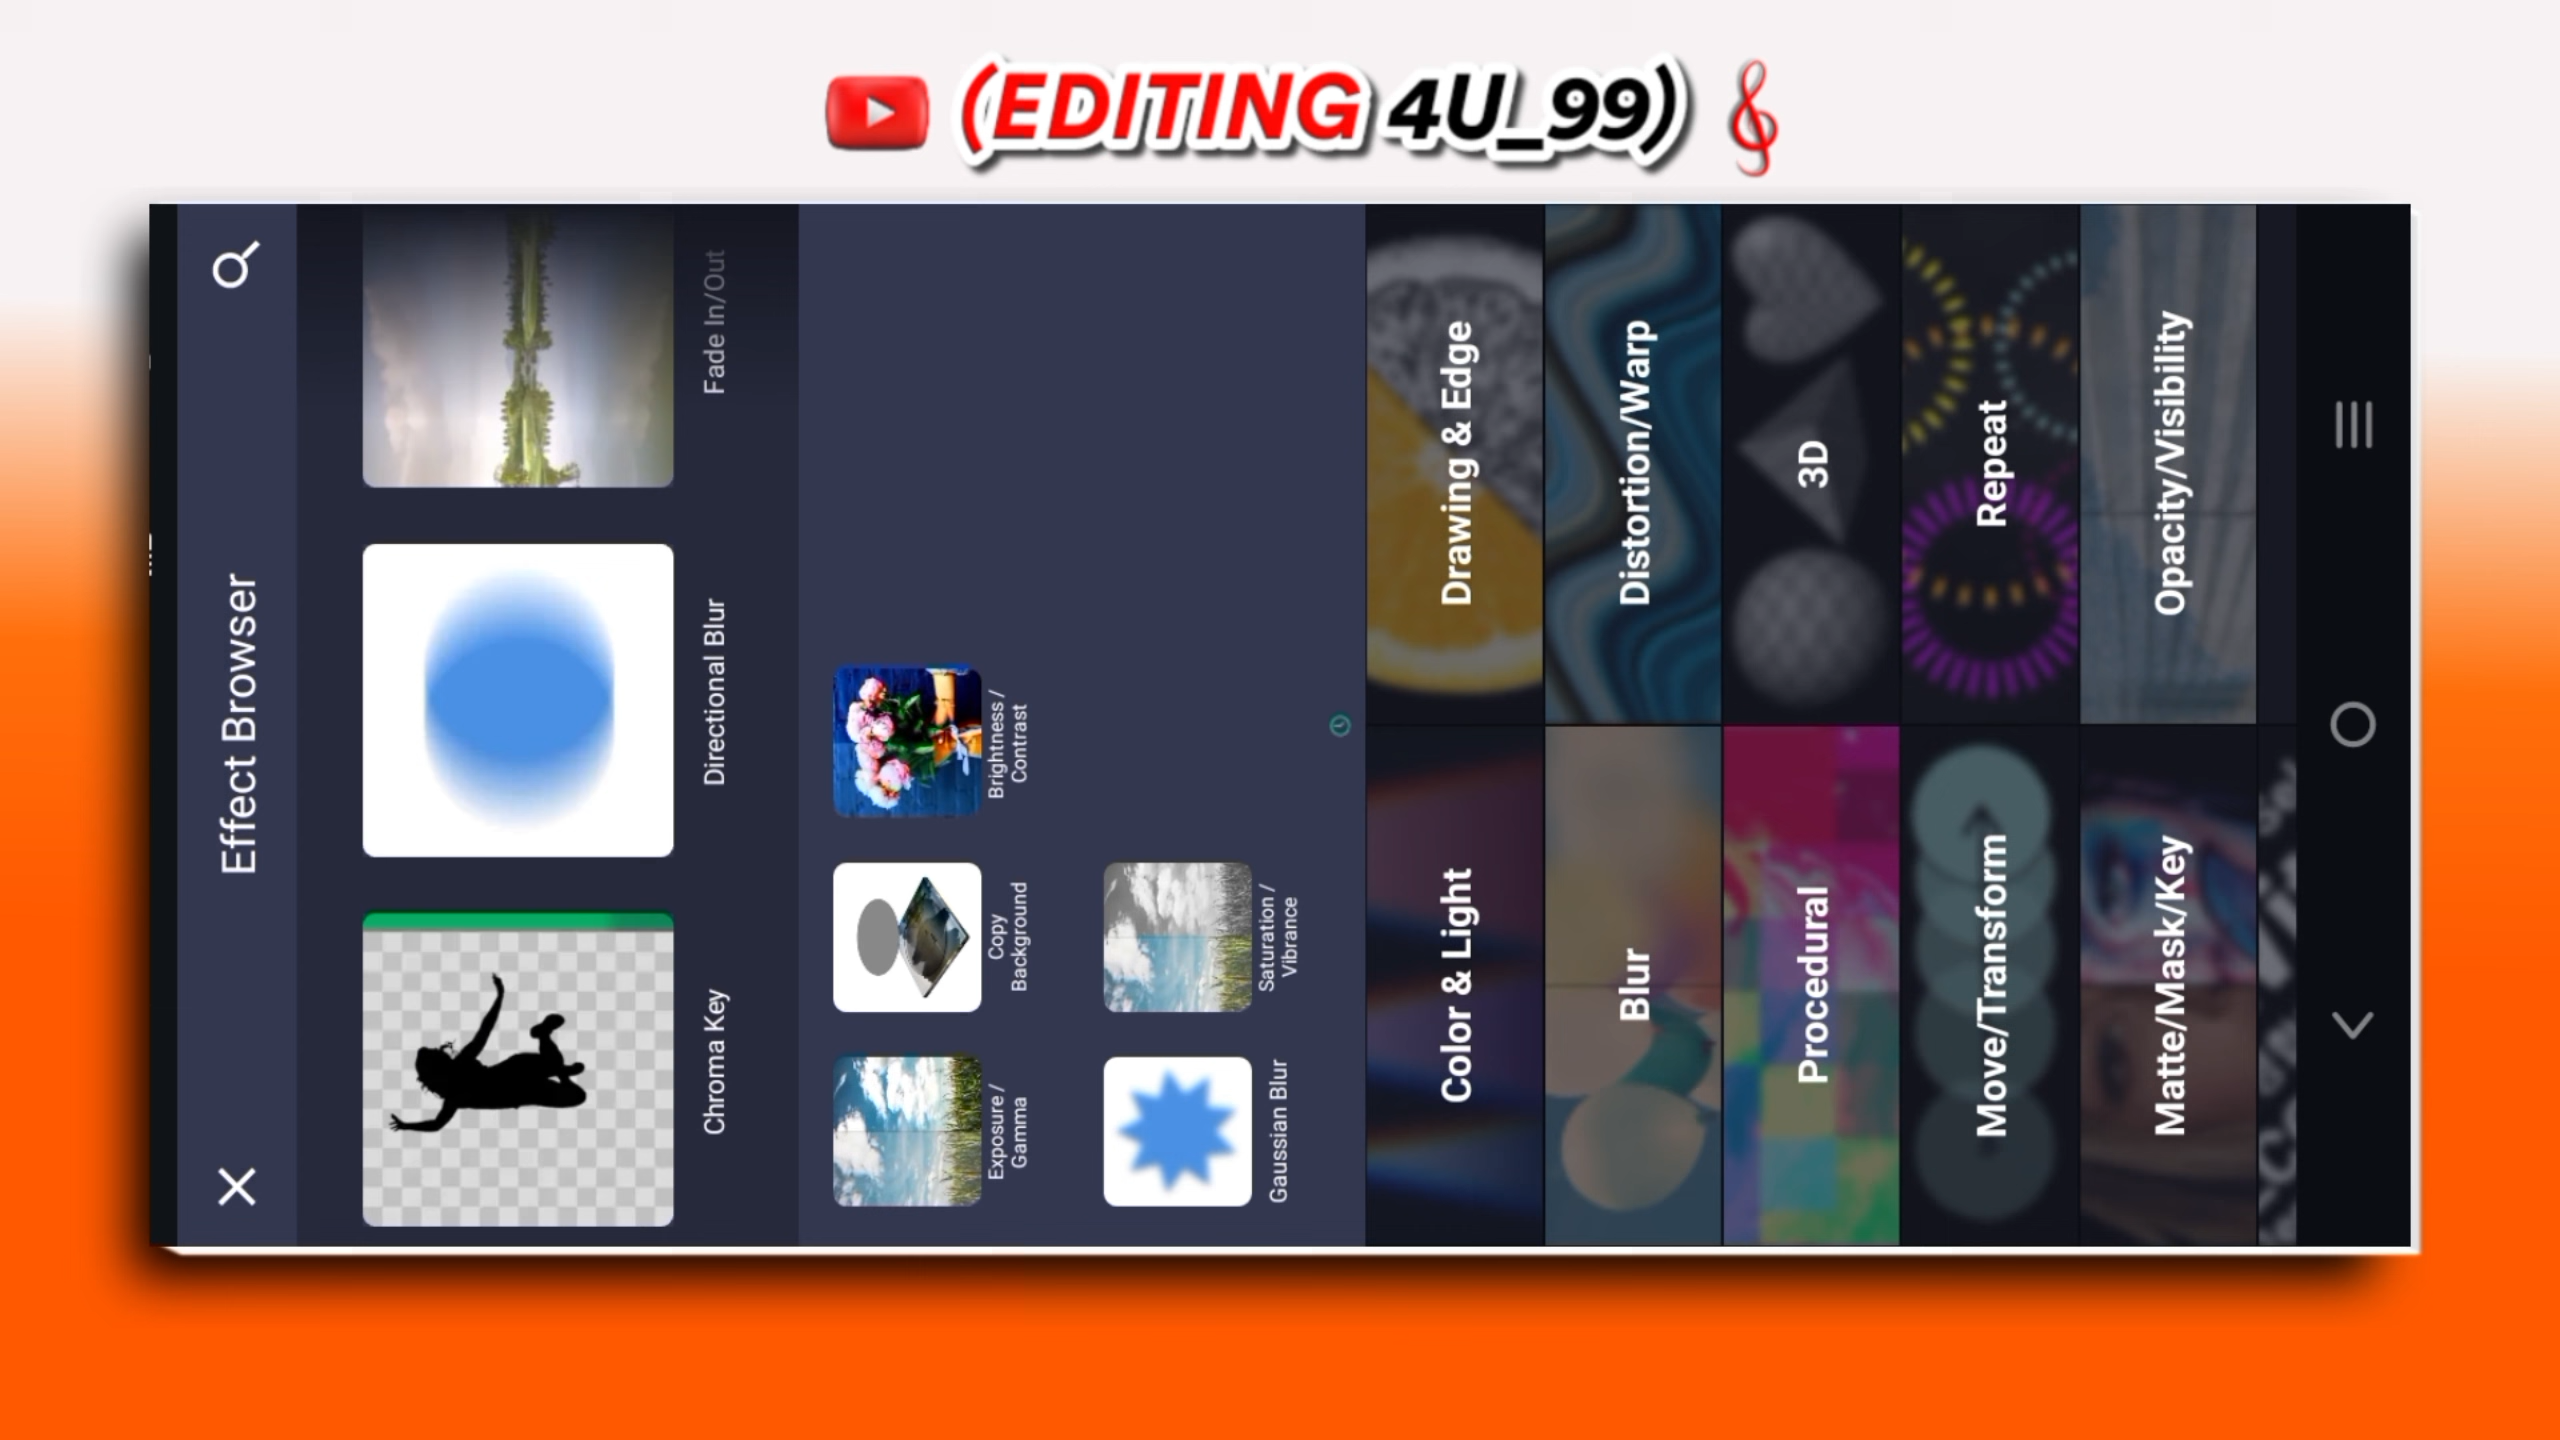 (EDITING 4U_99)
Effect Browser
Chroma Key
Directional Blur
Fade In/Out
Exposure /
Gamma
Copy
Background
Brightness /
Contrast
Gaussian Blur
Saturation /
Vibrance
Color & Light
Drawing & Edge
Blur
Distortion/Warp
Procedural
3D
Move/Transform
Repeat
Matte/Mask/Key
Opacity/Visibility